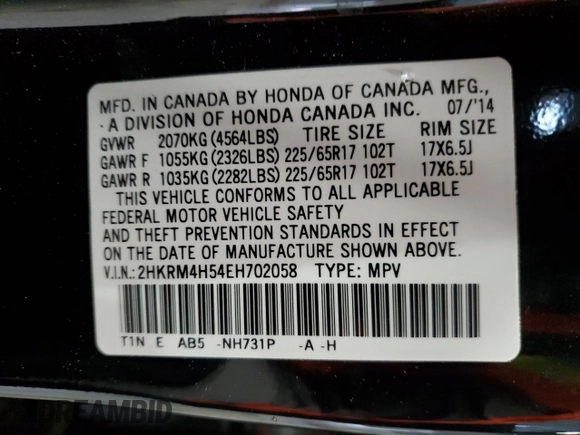 MFD. IN CANADA BY HONDA OF CANADA MFG.,
- A DIVISION OF HONDA CANADA INC. 07/'14
GVWR 2070KG (4564LBS) TIRE SIZE RIM SIZE
GAWR F 1055KG (2326LBS) 225/65R17 102T 17X6.5J
GAWR R 1035KG (2282LBS) 225/65R17 102T 17X6.5J
THIS VEHICLE CONFORMS TO ALL APPLICABLE
FEDERAL MOTOR VEHICLE SAFETY
AND THEFT PREVENTION STANDARDS IN EFFECT
ON THE DATE OF MANUFACTURE SHOWN ABOVE.
V.I.N.: 2HKRM4H54EH702058 TYPE: MPV
T1N E AB5 -NH731P -A -H
DREAMBID